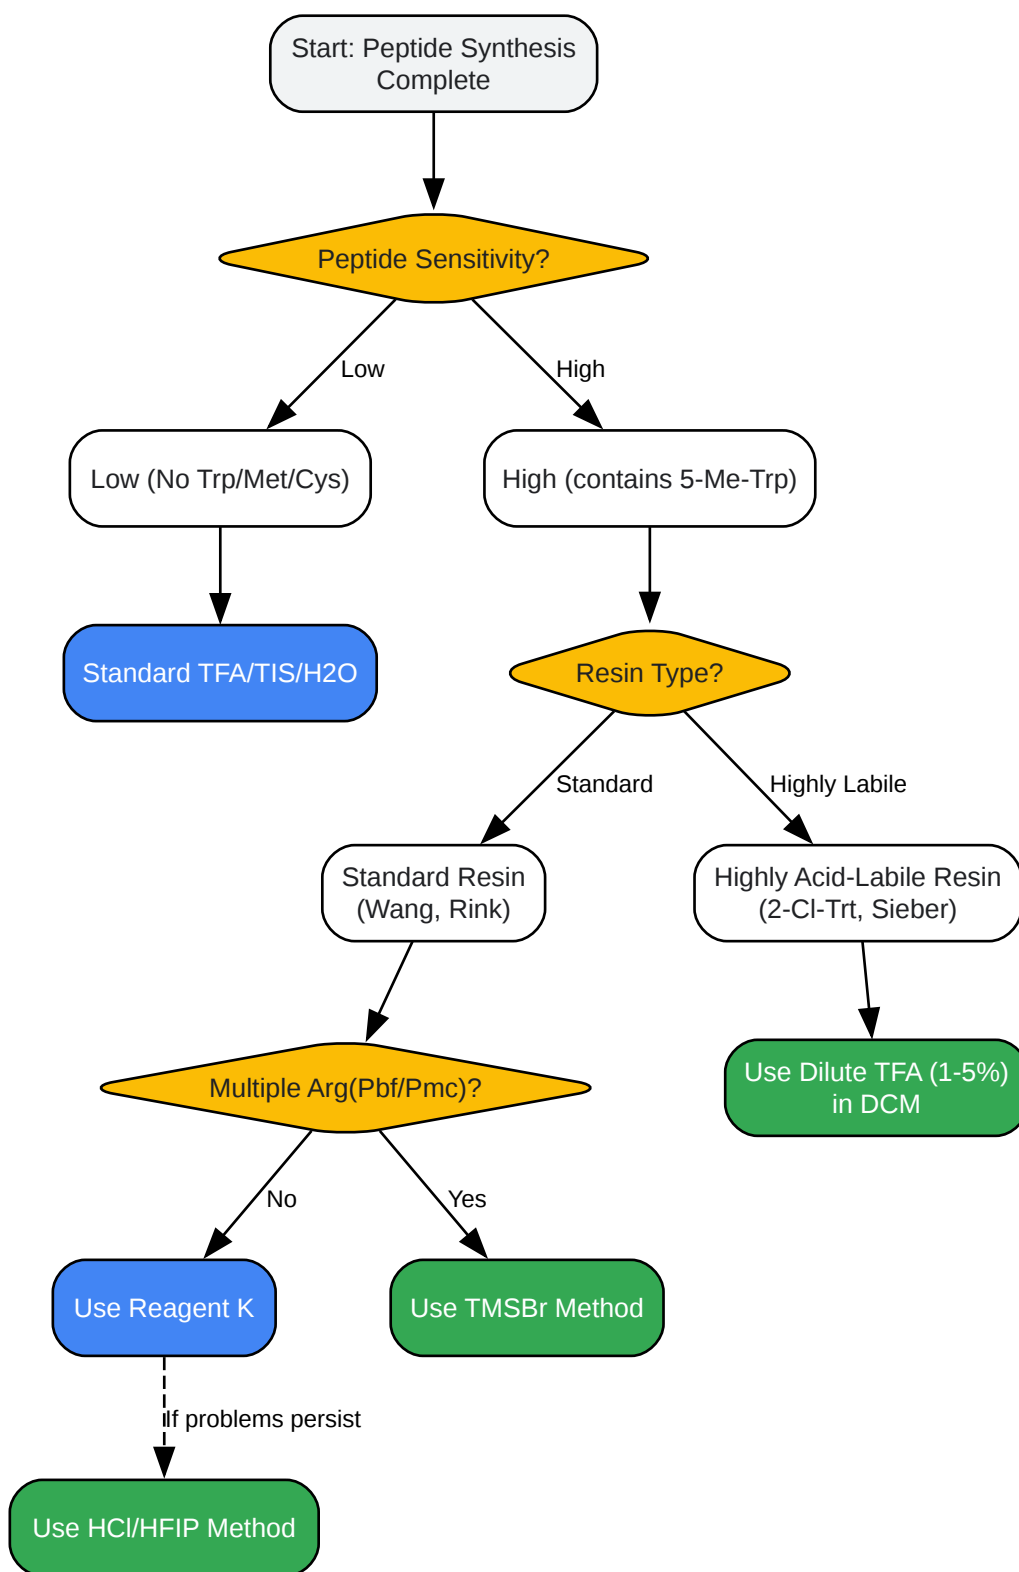 Start: Peptide Synthesis
Complete
Peptide Sensitivity?
Low
High
Low (No Trp/Met/Cys)
High (contains 5-Me-Trp)
Standard TFA/TIS/H2O
Resin Type?
Standard
Highly Labile
Standard Resin
(Wang, Rink)
Highly Acid-Labile Resin
(2-Cl-Trt, Sieber)
Multiple Arg(Pbf/Pmc)?
Use Dilute TFA (1-5%)
in DCM
No
Yes
Use Reagent K
Use TMSBr Method
If problems persist
Use HCl/HFIP Method